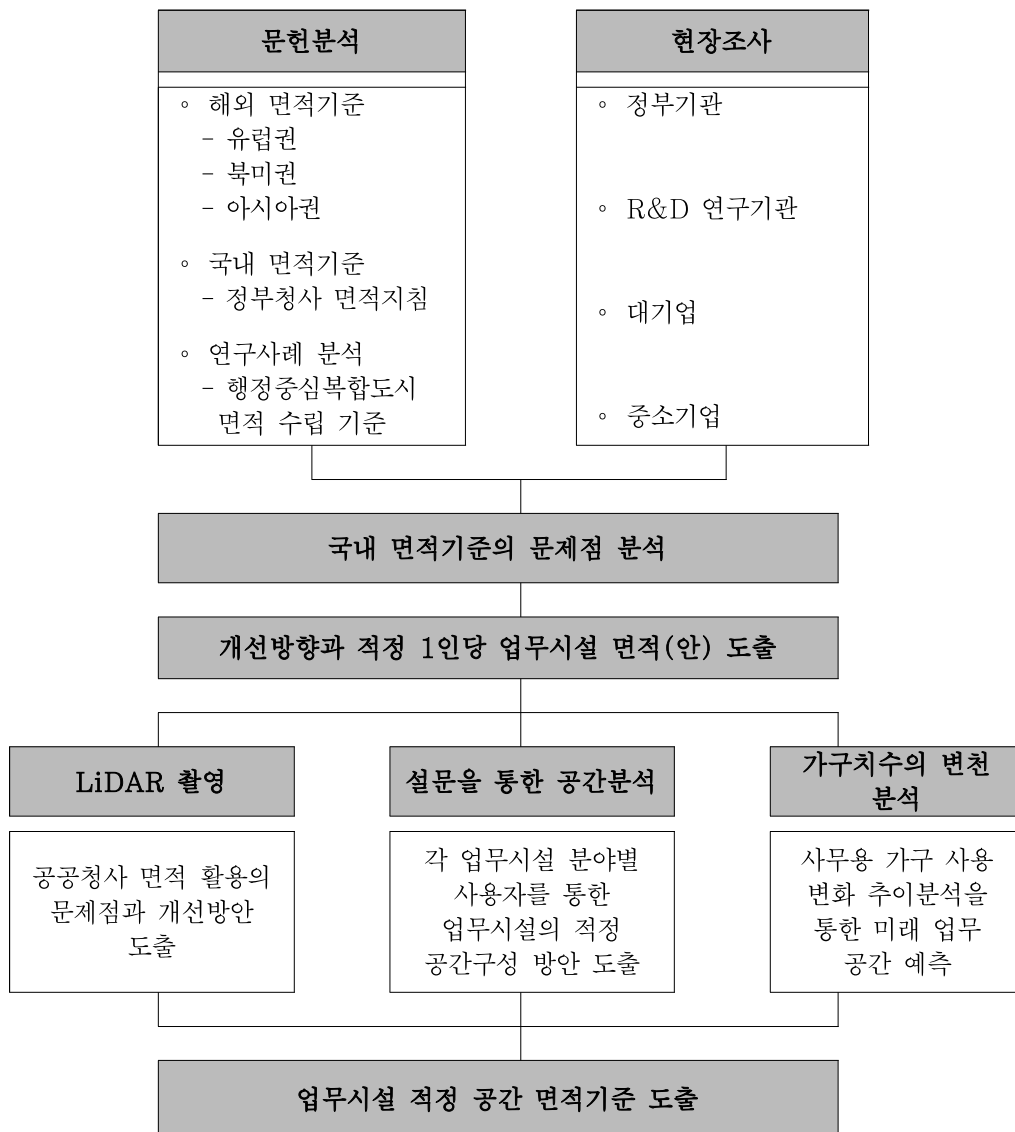 문헌분석
◦ 해외 면적기준
- 유럽권
- 북미권
- 아시아권
◦ 국내 면적기준
- 정부청사 면적지침
◦ 연구사례 분석
- 행정중심복합도시
면적 수립 기준
현장조사
◦ 정부기관
◦ R&D 연구기관
◦ 대기업
◦ 중소기업
국내 면적기준의 문제점 분석
개선방향과 적정 1인당 업무시설 면적(안) 도출
LiDAR 촬영
공공청사 면적 활용의
문제점과 개선방안
도출
설문을 통한 공간분석
각 업무시설 분야별
사용자를 통한
업무시설의 적정
공간구성 방안 도출
가구치수의 변천
분석
사무용 가구 사용
변화 추이분석을
통한 미래 업무
공간 예측
업무시설 적정 공간 면적기준 도출